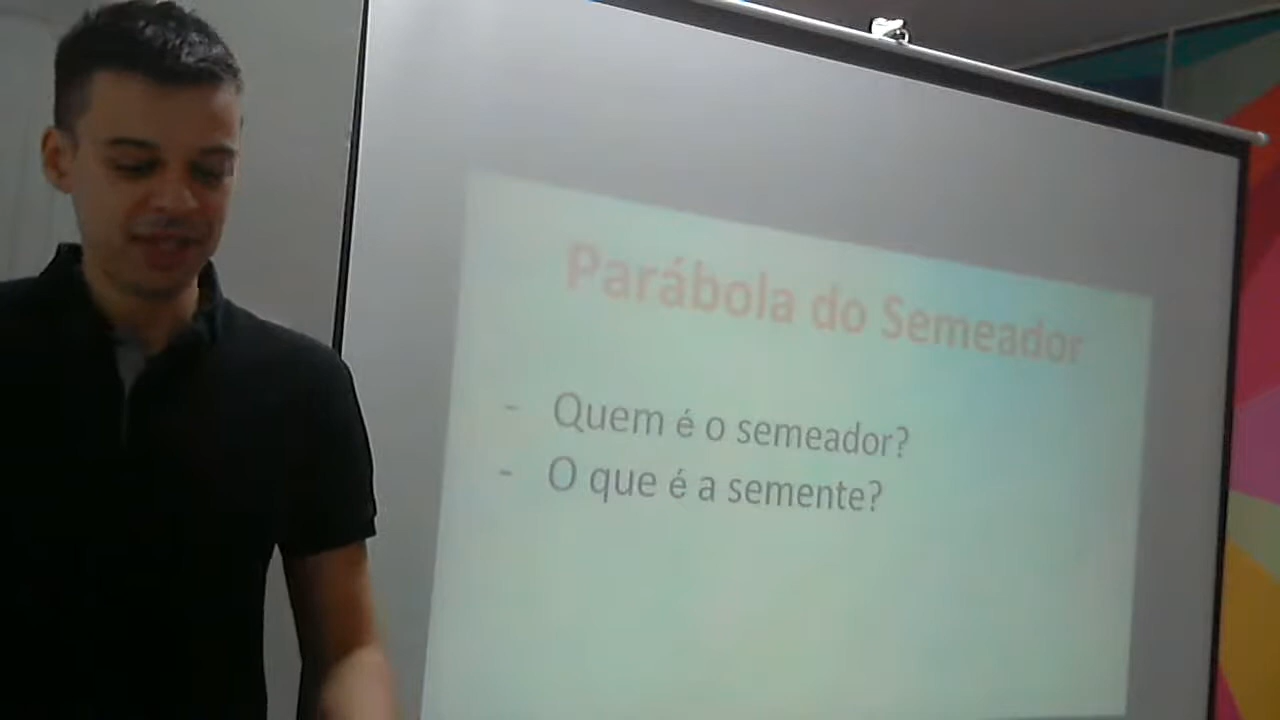 Parábola do Semeador
- Quem é o semeador?
- O que é a semente?